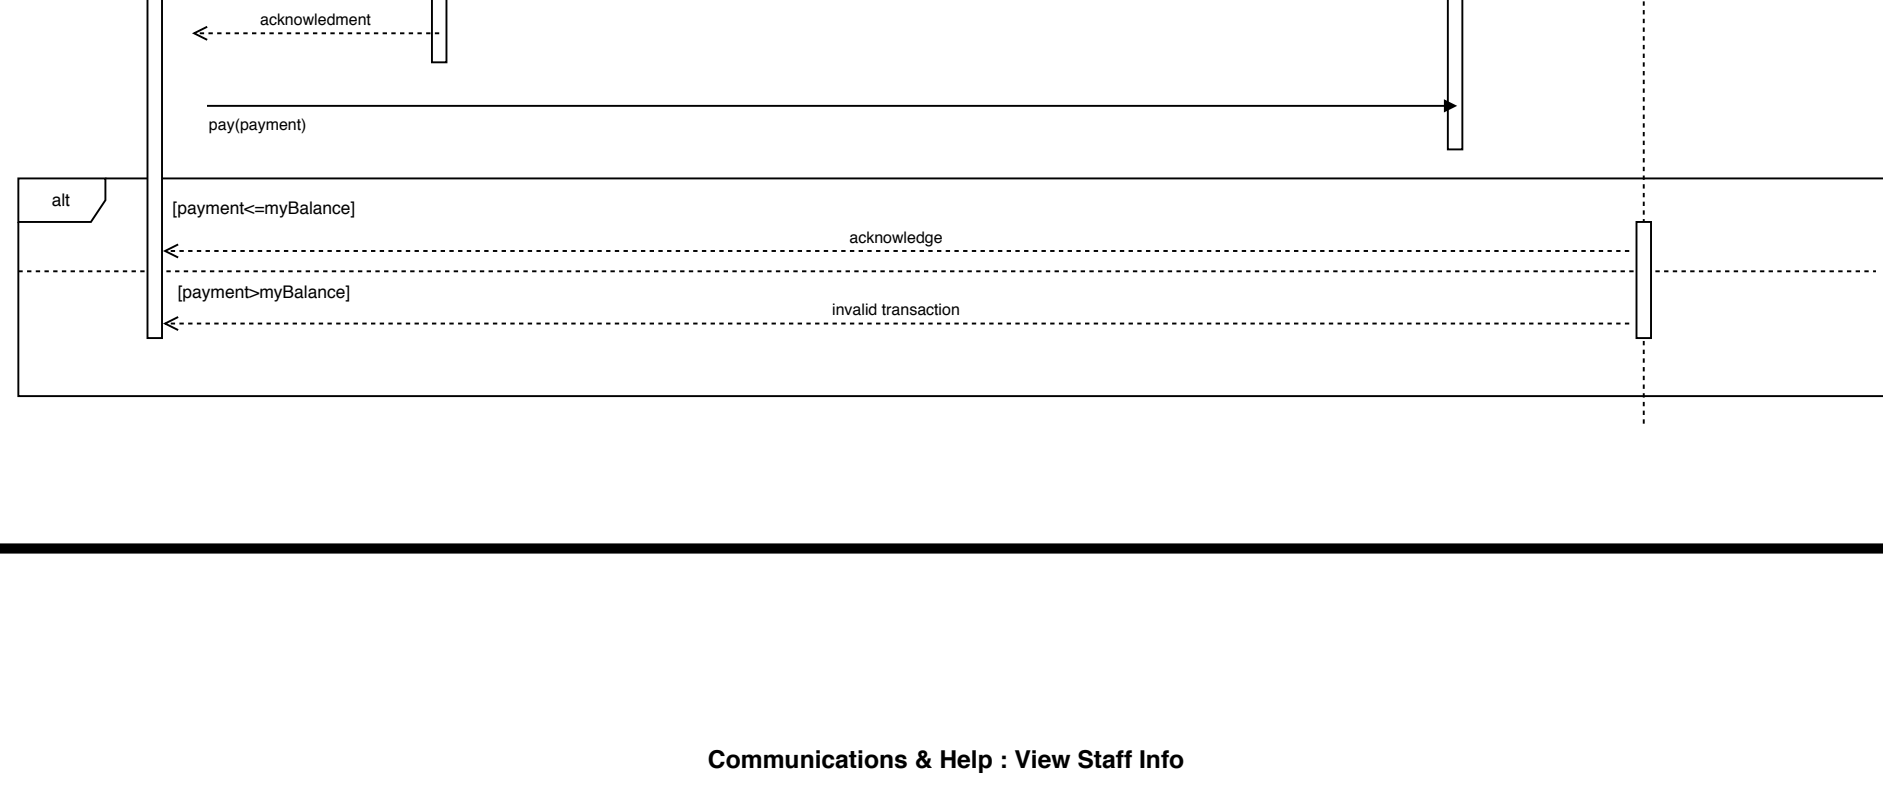 acknowledment
pay(payment)
alt
[payment<=myBalance]
acknowledge
[payment>myBalance]
invalid transaction
Communications & Help : View Staff Info